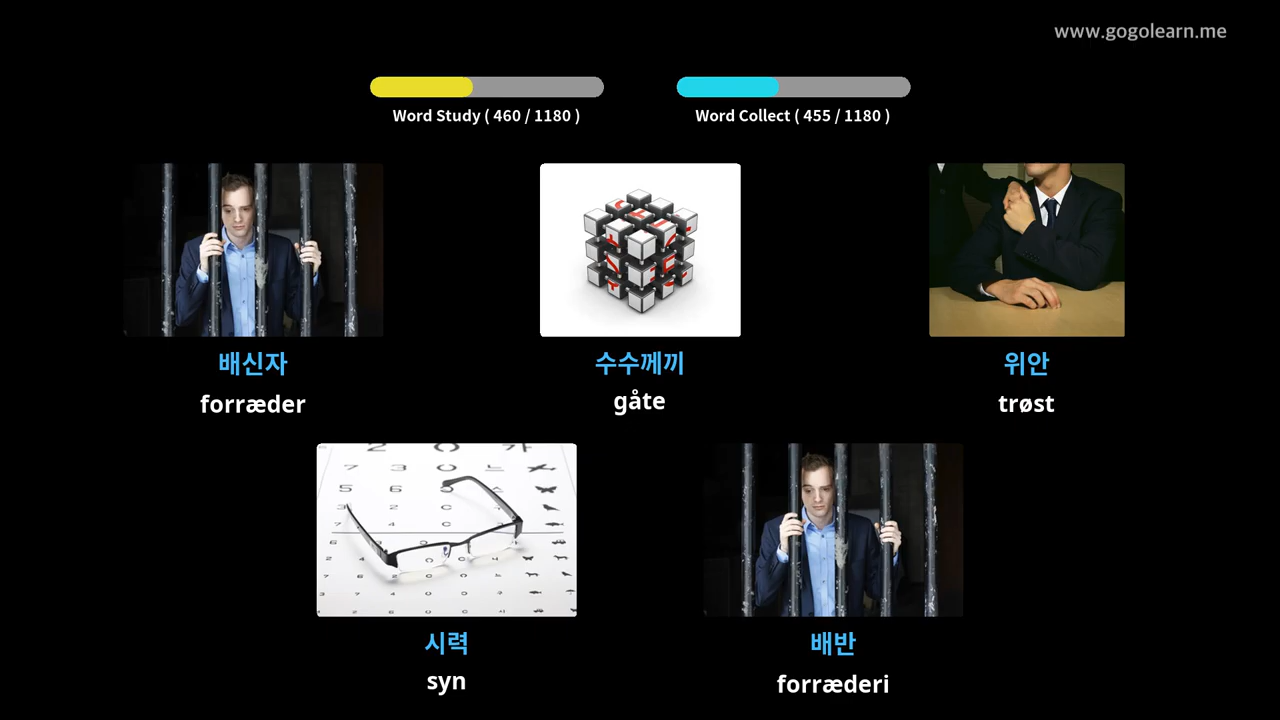 www.gogolearn.me
Word Study ( 460 / 1180 )
Word Collect ( 455 / 1180 )
배신자
forræder
수수께끼
gåte
위안
trøst
시력
syn
배반
forræderi